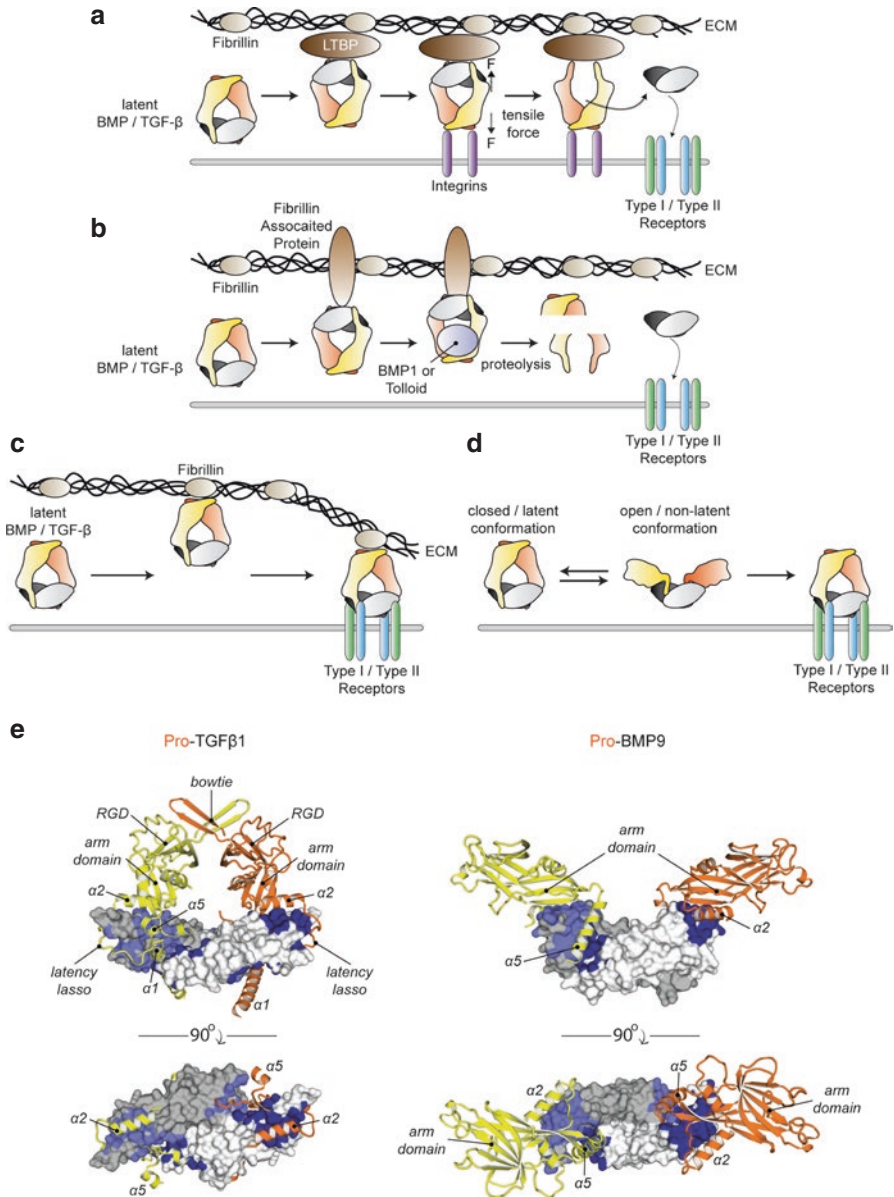 a
Fibrillin
LTBP
ECM
latent
BMP / TGF-β
F
F
tensile
force
Integrins
Type I / Type II
Receptors
b
Fibrillin
Assocaited
Protein
Fibrillin
ECM
latent
BMP / TGF-β
BMP1 or
Tolloid
proteolysis
Type I / Type II
Receptors
c
Fibrillin
latent
BMP / TGF-β
ECM
Type I / Type II
Receptors
d
closed / latent
conformation
open / non-latent
conformation
Type I / Type II
Receptors
e
Pro-TGFβ1
bowtie
RGD
RGD
arm
domain
arm
domain
α2
α2
α5
latency
lasso
α1
α1
latency
lasso
90°
α5
α2
α2
α5
Pro-BMP9
arm
domain
α5
α2
90°
α2
α5
arm
domain
arm
domain
α5
α2